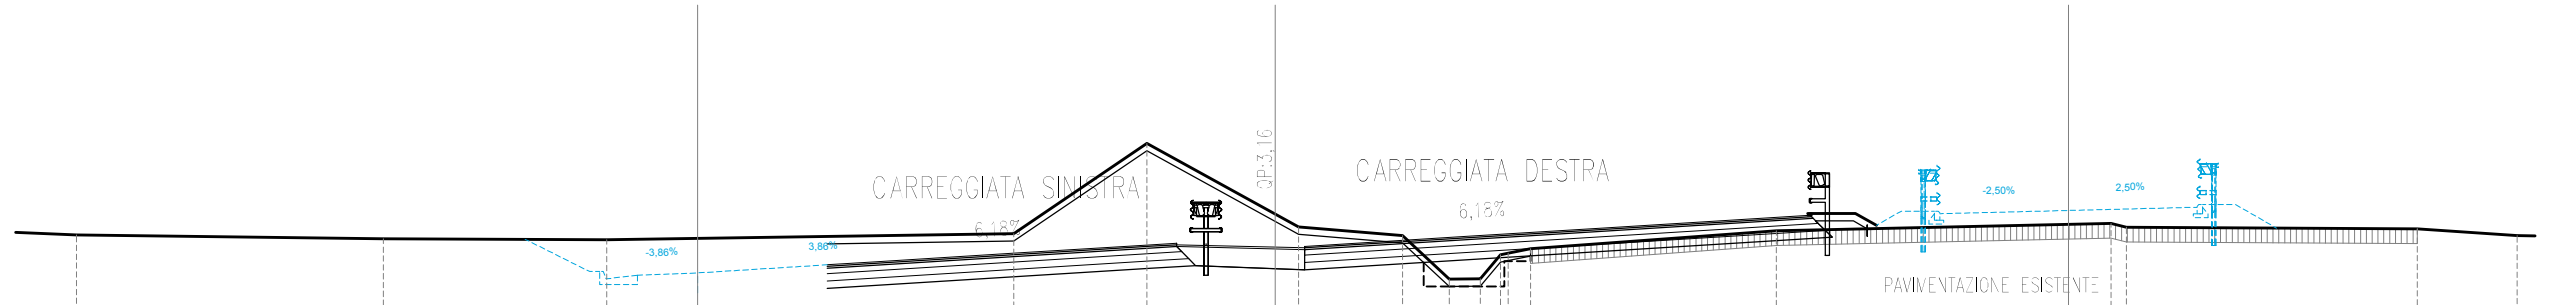 QP:3,16
CARREGGIATA DESTRA
CARREGGIATA SINISTRA
6,18%
6,18%
-2,50%
2,50%
-3,86%
3,86%
PAVIMENTAZIONE ESISTENTE